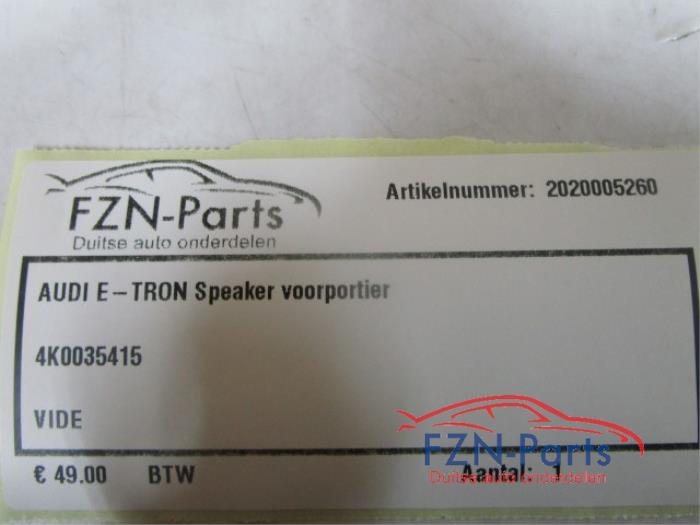 FZN-Parts
Duitse auto onderdelen
Artikelnummer: 2020005260
AUDI E-TRON Speaker voorportier
4K0035415
VIDE
€ 49.00 BTW
Aantal: 1
FZN-Parts
Duitse auto onderdelen